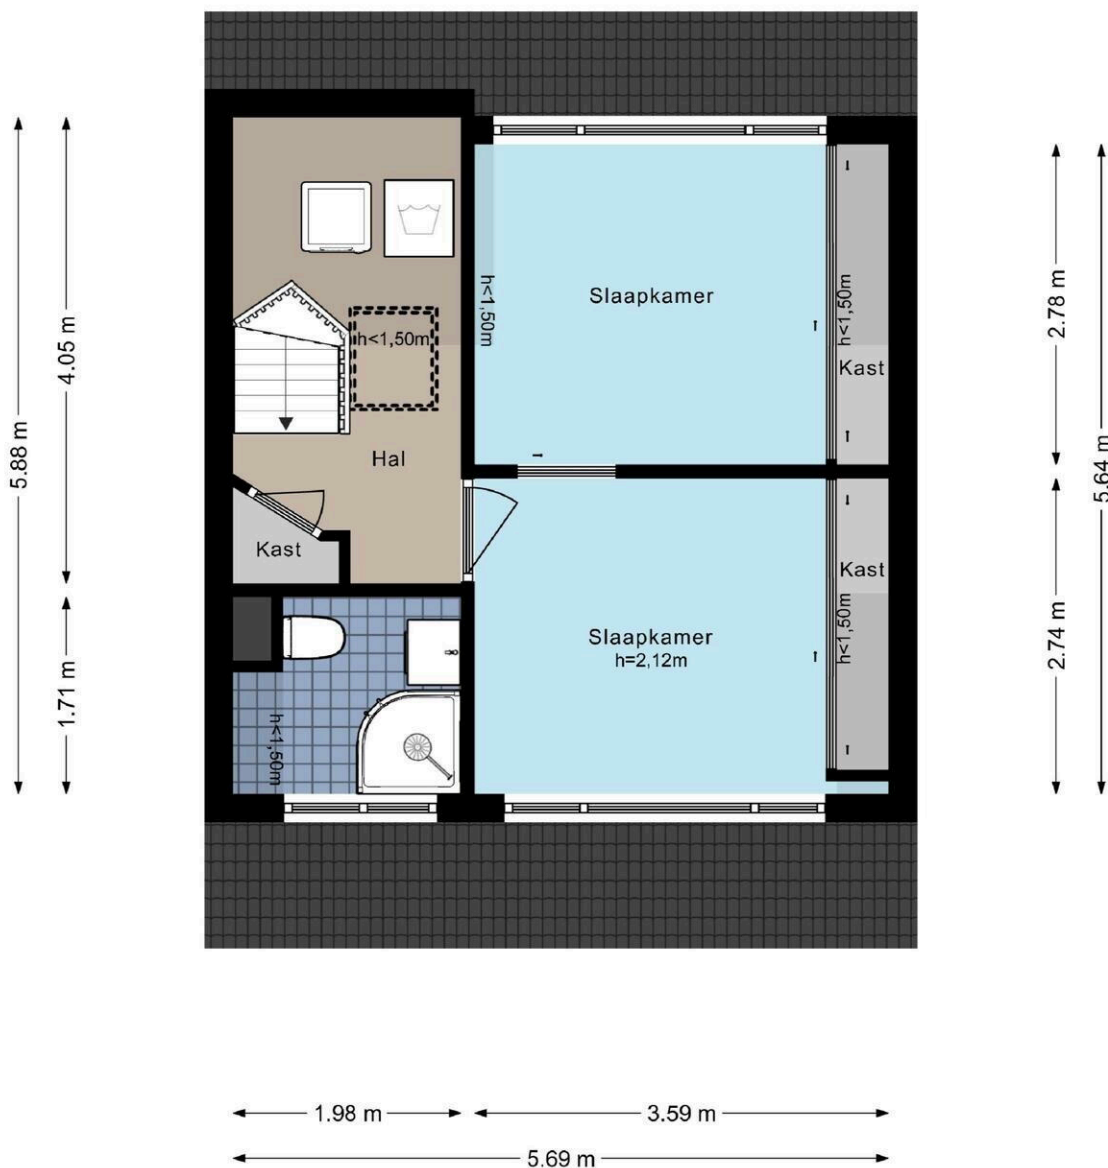 h<1,50m
Slaapkamer
h<1,50m
h<1,50m
Kast
Hal
Kast
Kast
Slaapkamer
h=2,12m
h<1,50m
h<1,50m
5.88 m
4.05 m
1.71 m
2.78 m
2.74 m
5.64 m
1.98 m
3.59 m
5.69 m